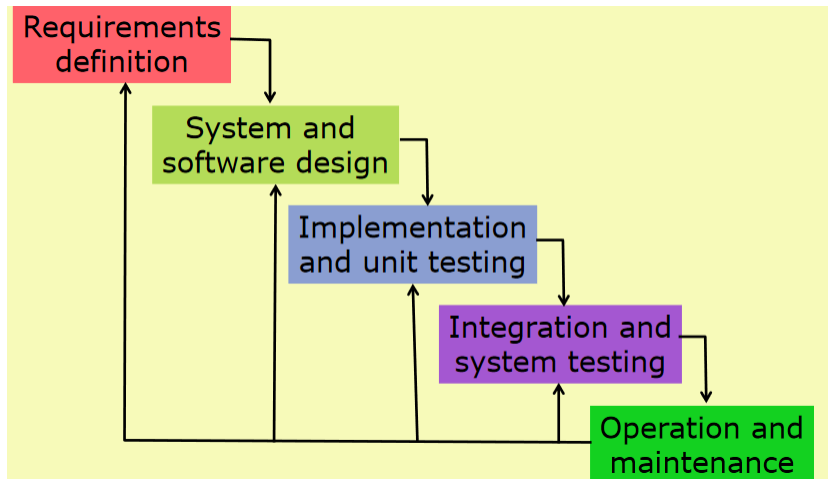 Requirements
definition
System and
software design
Implementation
and unit testing
Integration and
system testing
Operation and
maintenance